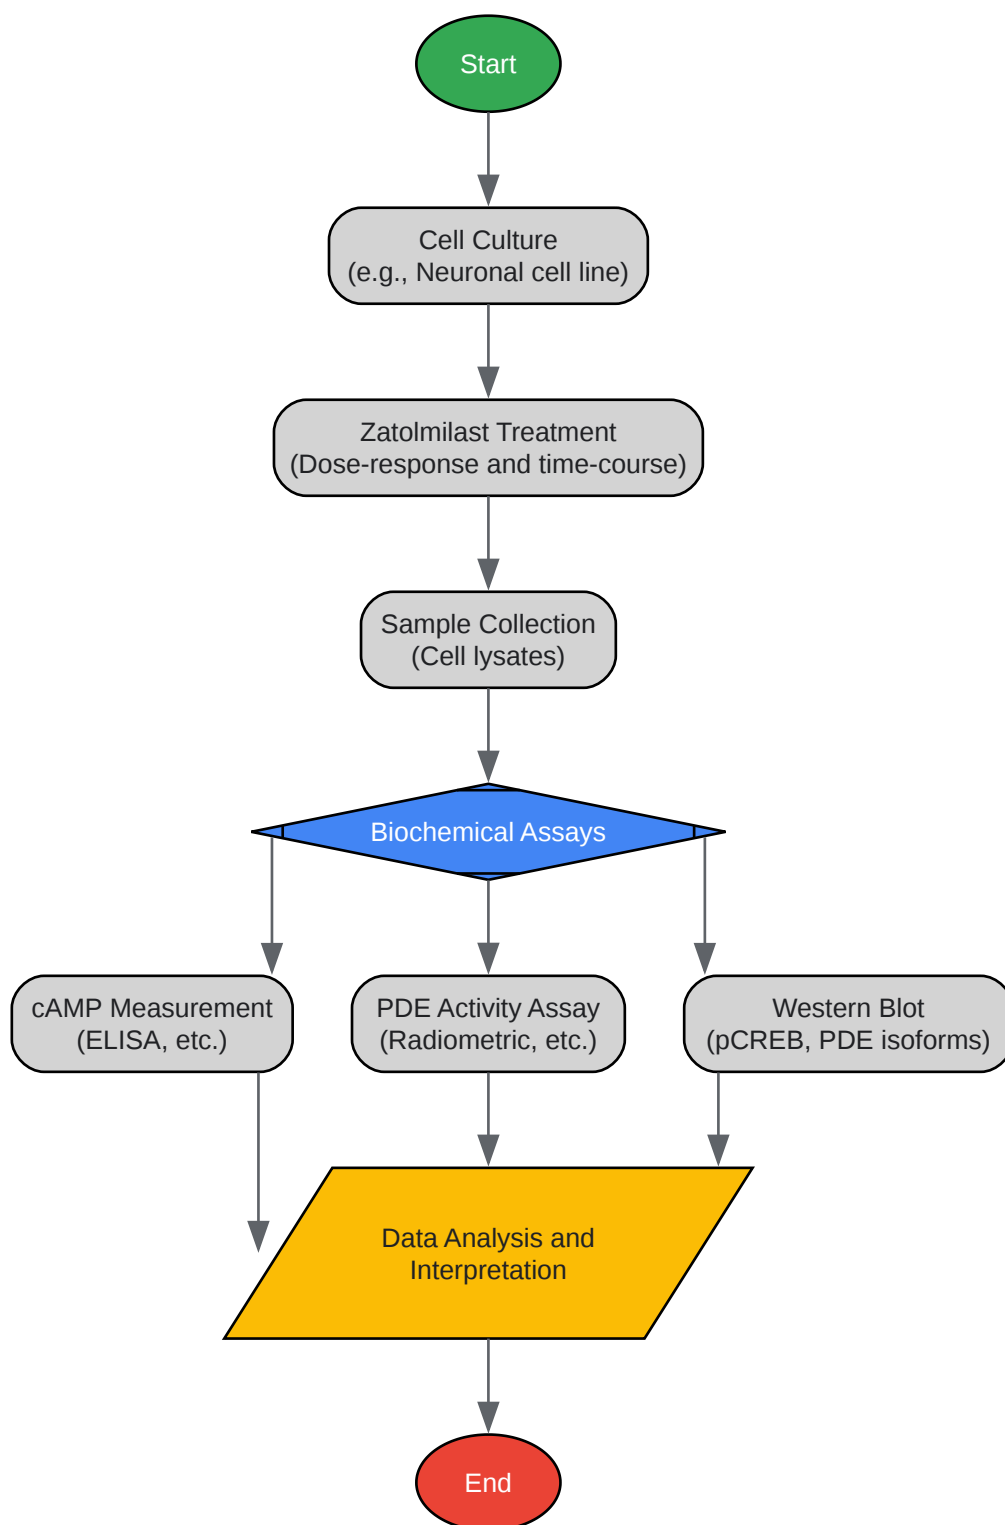 Start
Cell Culture
(e.g., Neuronal cell line)
Zatolmilast Treatment
(Dose-response and time-course)
Sample Collection
(Cell lysates)
Biochemical Assays
cAMP Measurement
(ELISA, etc.)
PDE Activity Assay
(Radiometric, etc.)
Western Blot
(pCREB, PDE isoforms)
Data Analysis and
Interpretation
End